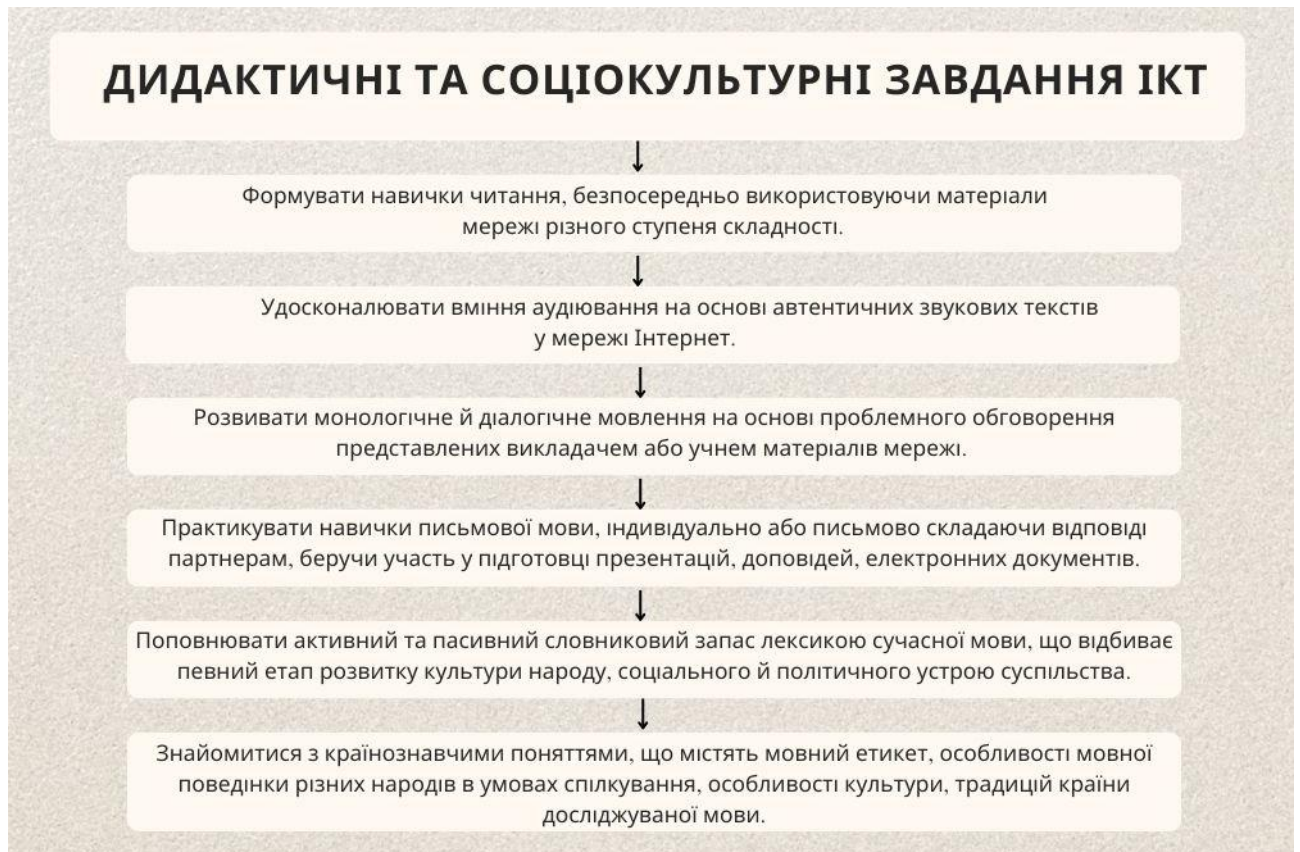 ДИДАКТИЧНІ ТА СОЦІОКУЛЬТУРНІ ЗАВДАННЯ ІКТ
Формувати навички читання, безпосередньо використовуючи матеріали
мережі різного ступеня складності.
Удосконалювати вміння аудіювання на основі автентичних звукових текстів
у мережі Інтернет.
Розвивати монологічне й діалогічне мовлення на основі проблемного обговорення
представлених викладачем або учнем матеріалів мережі.
Практикувати навички письмової мови, індивідуально або письмово складаючи відповіді
партнерам, беручи участь у підготовці презентацій, доповідей, електронних документів.
Поповнювати активний та пасивний словниковий запас лексикою сучасної мови, що відбиває
певний етап розвитку культури народу, соціального й політичного устрою суспільства.
Знайомитися з країнознавчими поняттями, що містять мовний етикет, особливості мовної
поведінки різних народів в умовах спілкування, особливості культури, традицій країни
досліджуваної мови.